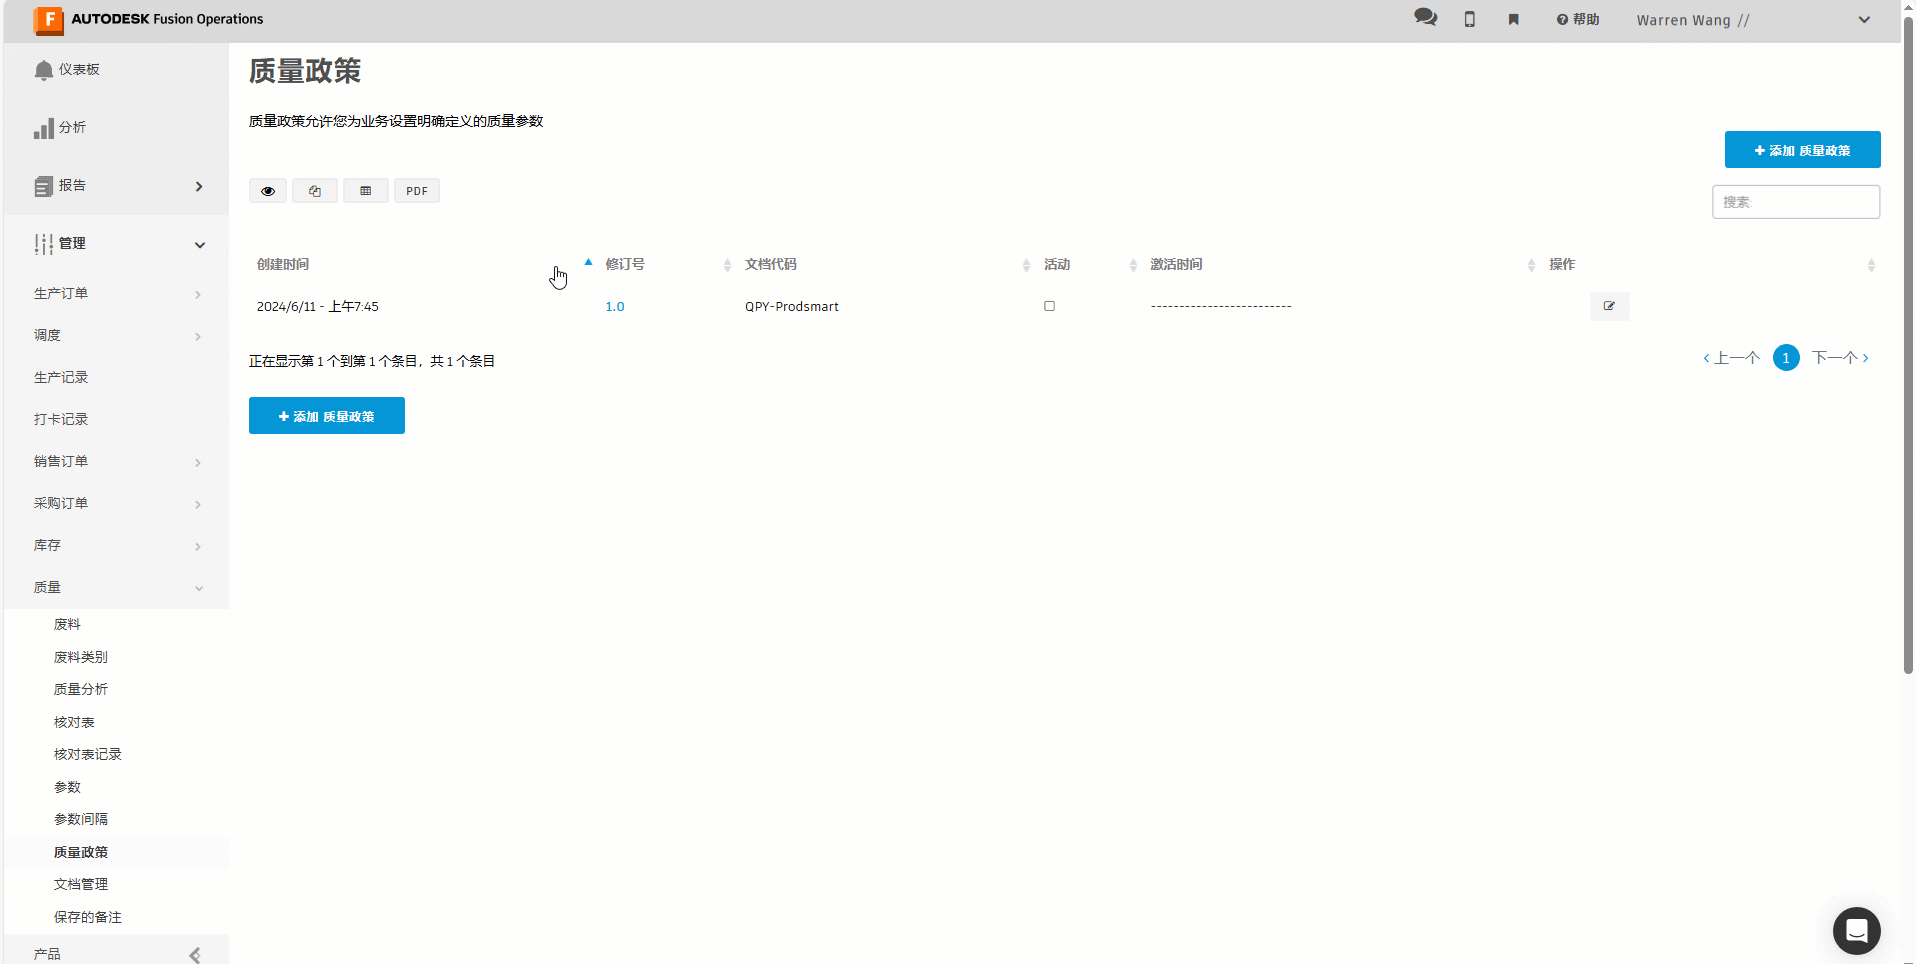 F AUTODESK Fusion Operations
帮助
Warren Wang //
仪表板
分析
报告
管理
生产订单
调度
生产记录
打卡记录
销售订单
采购订单
库存
质量
废料
废料类别
质量分析
核对表
核对表记录
参数
参数间隔
质量政策
文档管理
保存的备注
产品
质量政策
质量政策允许您为业务设置明确定义的质量参数
+ 添加 质量政策
PDF
搜索:
创建时间 修订号 文档代码 活动 激活时间 操作
2024/6/11 - 上午7:45 1.0 QPY-Prodsmart -------------------------
正在显示第 1 个到第 1 个条目，共 1 个条目
‹ 上一个 1 下一个 ›
+ 添加 质量政策